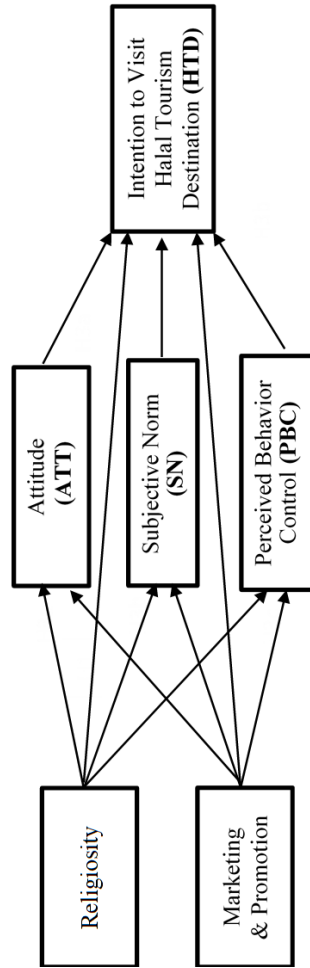 Religiosity
Marketing
& Promotion
Attitude
(ATT)
Subjective Norm
(SN)
Perceived Behavior
Control (PBC)
Intention to Visit
Halal Tourism
Destination (HTD)